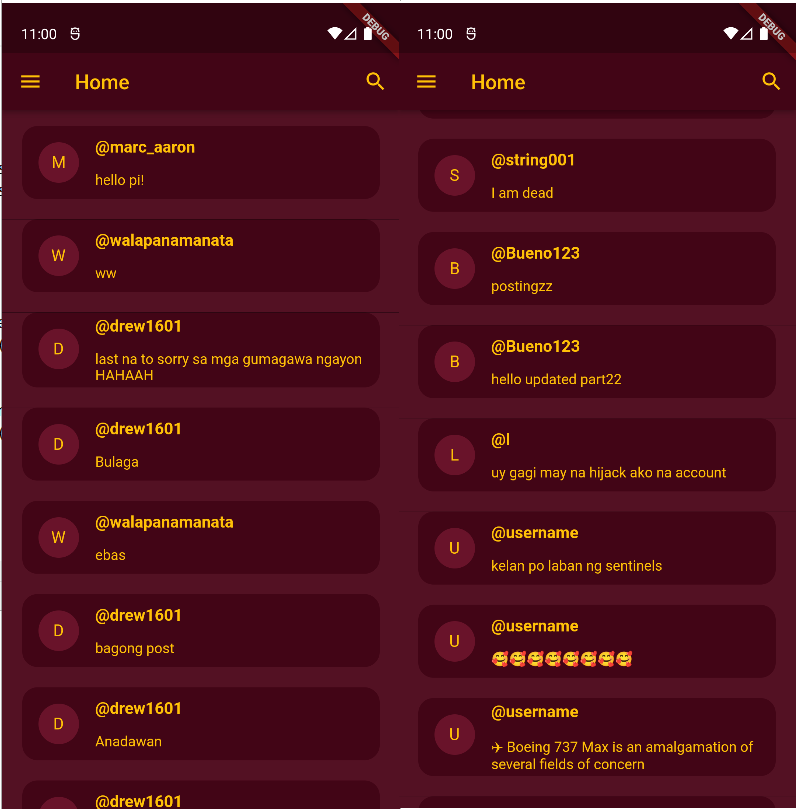 11:00
DEBUG
Home
M
@marc_aaron
hello pi!
W
@walapanamanata
ww
D
@drew1601
last na to sorry sa mga gumagawa ngayon
HAHAAH
D
@drew1601
Bulaga
W
@walapanamanata
ebas
D
@drew1601
bagong post
D
@drew1601
Anadawan
@drew1601
11:00
DEBUG
Home
S
@string001
I am dead
B
@Bueno123
postingzz
B
@Bueno123
hello updated part22
L
@l
uy gagi may na hijack ako na account
U
@username
kelan po laban ng sentinels
U
@username
🥰🥰🥰🥰🥰🥰🥰🥰
U
@username
✈ Boeing 737 Max is an amalgamation of
several fields of concern